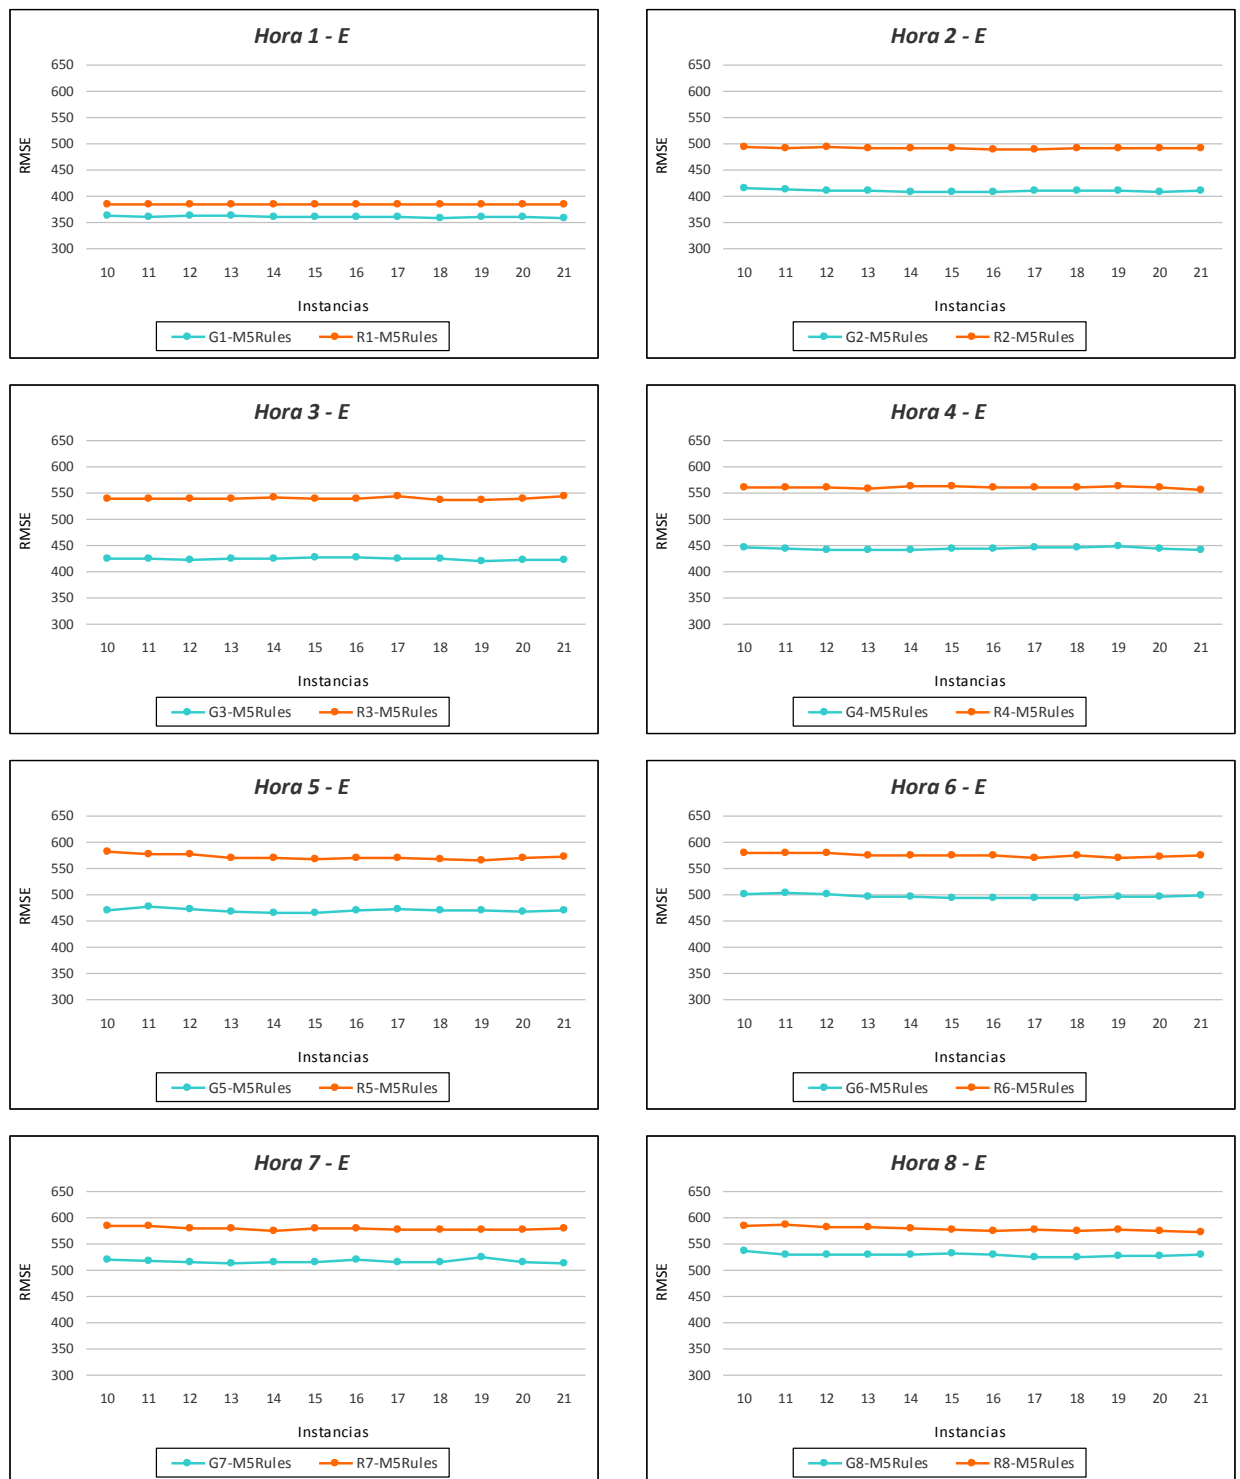 Hora 1 - E
650
600
550
500
450
400
350
300
RMSE
10 11 12 13 14 15 16 17 18 19 20 21
Instancias
G1-M5Rules R1-M5Rules
Hora 2 - E
650
600
550
500
450
400
350
300
RMSE
10 11 12 13 14 15 16 17 18 19 20 21
Instancias
G2-M5Rules R2-M5Rules
Hora 3 - E
650
600
550
500
450
400
350
300
RMSE
10 11 12 13 14 15 16 17 18 19 20 21
Instancias
G3-M5Rules R3-M5Rules
Hora 4 - E
650
600
550
500
450
400
350
300
RMSE
10 11 12 13 14 15 16 17 18 19 20 21
Instancias
G4-M5Rules R4-M5Rules
Hora 5 - E
650
600
550
500
450
400
350
300
RMSE
10 11 12 13 14 15 16 17 18 19 20 21
Instancias
G5-M5Rules R5-M5Rules
Hora 6 - E
650
600
550
500
450
400
350
300
RMSE
10 11 12 13 14 15 16 17 18 19 20 21
Instancias
G6-M5Rules R6-M5Rules
Hora 7 - E
650
600
550
500
450
400
350
300
RMSE
10 11 12 13 14 15 16 17 18 19 20 21
Instancias
G7-M5Rules R7-M5Rules
Hora 8 - E
650
600
550
500
450
400
350
300
RMSE
10 11 12 13 14 15 16 17 18 19 20 21
Instancias
G8-M5Rules R8-M5Rules